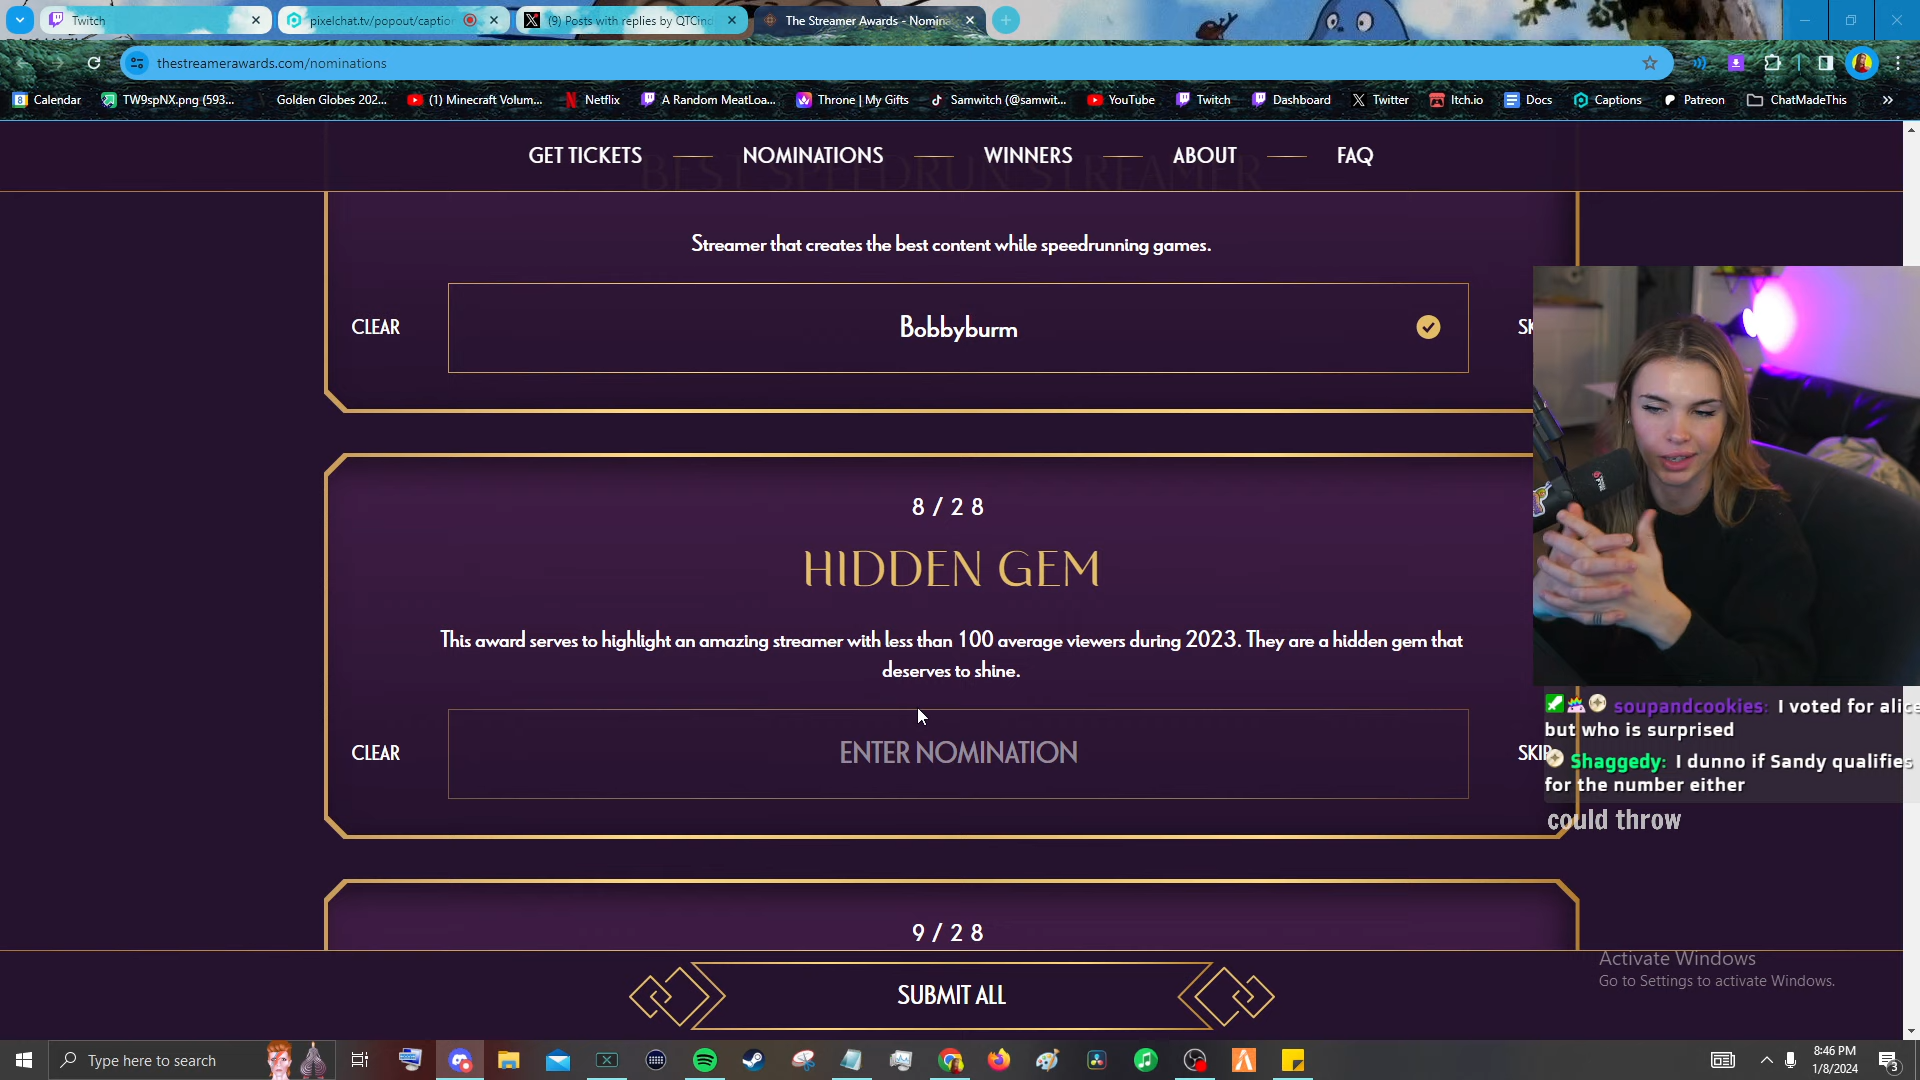 Twitch
pixelchat.tv/popout/captio
(9) Posts with replies by QTCind
The Streamer Awards - Nomina
thestreamerawards.com/nominations
Calendar
TW9spNX.png (593...
Golden Globes 202...
(1) Minecraft Volum...
Netflix
A Random MeatLoa...
Throne | My Gifts
Samwitch (@samwit...
YouTube
Twitch
Dashboard
Twitter
Itch.io
Docs
Captions
Patreon
ChatMadeThis
GET TICKETS
NOMINATIONS
WINNERS
ABOUT
FAQ
BEST SPEEDRUN STREAMER
Streamer that creates the best content while speedrunning games.
CLEAR
Bobbyburm
SK
8 / 28
HIDDEN GEM
This award serves to highlight an amazing streamer with less than 100 average viewers during 2023. They are a hidden gem that
deserves to shine.
CLEAR
ENTER NOMINATION
SKIP
soupandcookies: I voted for alice
but who is surprised
Shaggedy: I dunno if Sandy qualifies
for the number either
could throw
9 / 28
SUBMIT ALL
Activate Windows
Go to Settings to activate Windows.
Type here to search
8:46 PM
1/8/2024
3